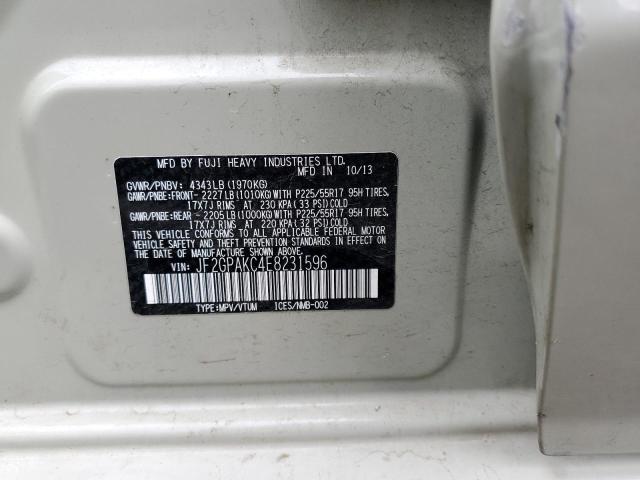 MFD BY FUJI HEAVY INDUSTRIES LTD.
MFD IN 10/13
GVWR/PNBV: 4343LB(1970KG)
GAWR/PNBE:FRONT- 2227LB(1010KG)WITH P225/55R17 95H TIRES,
17X7J RIMS AT 230 KPA(33 PSI)COLD
GAWR/PNBE:REAR - 2205LB(1000KG)WITH P225/55R17 95H TIRES,
17X7J RIMS AT 220 KPA(32 PSI)COLD
THIS VEHICLE CONFORMS TO ALL APPLICABLE FEDERAL MOTOR
VEHICLE SAFETY AND THEFT PREVENTION STANDARDS IN EFFECT ON
THE DATE OF MANUFACTURE SHOWN ABOVE.
VIN: JF2GPAKC4E8231596
TYPE:MPV/VTUM ICES/NMB-002